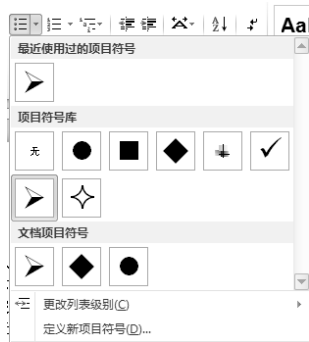 Aa
最近使用过的项目符号
项目符号库
无
文档项目符号
更改列表级别(C)
定义新项目符号(D)...